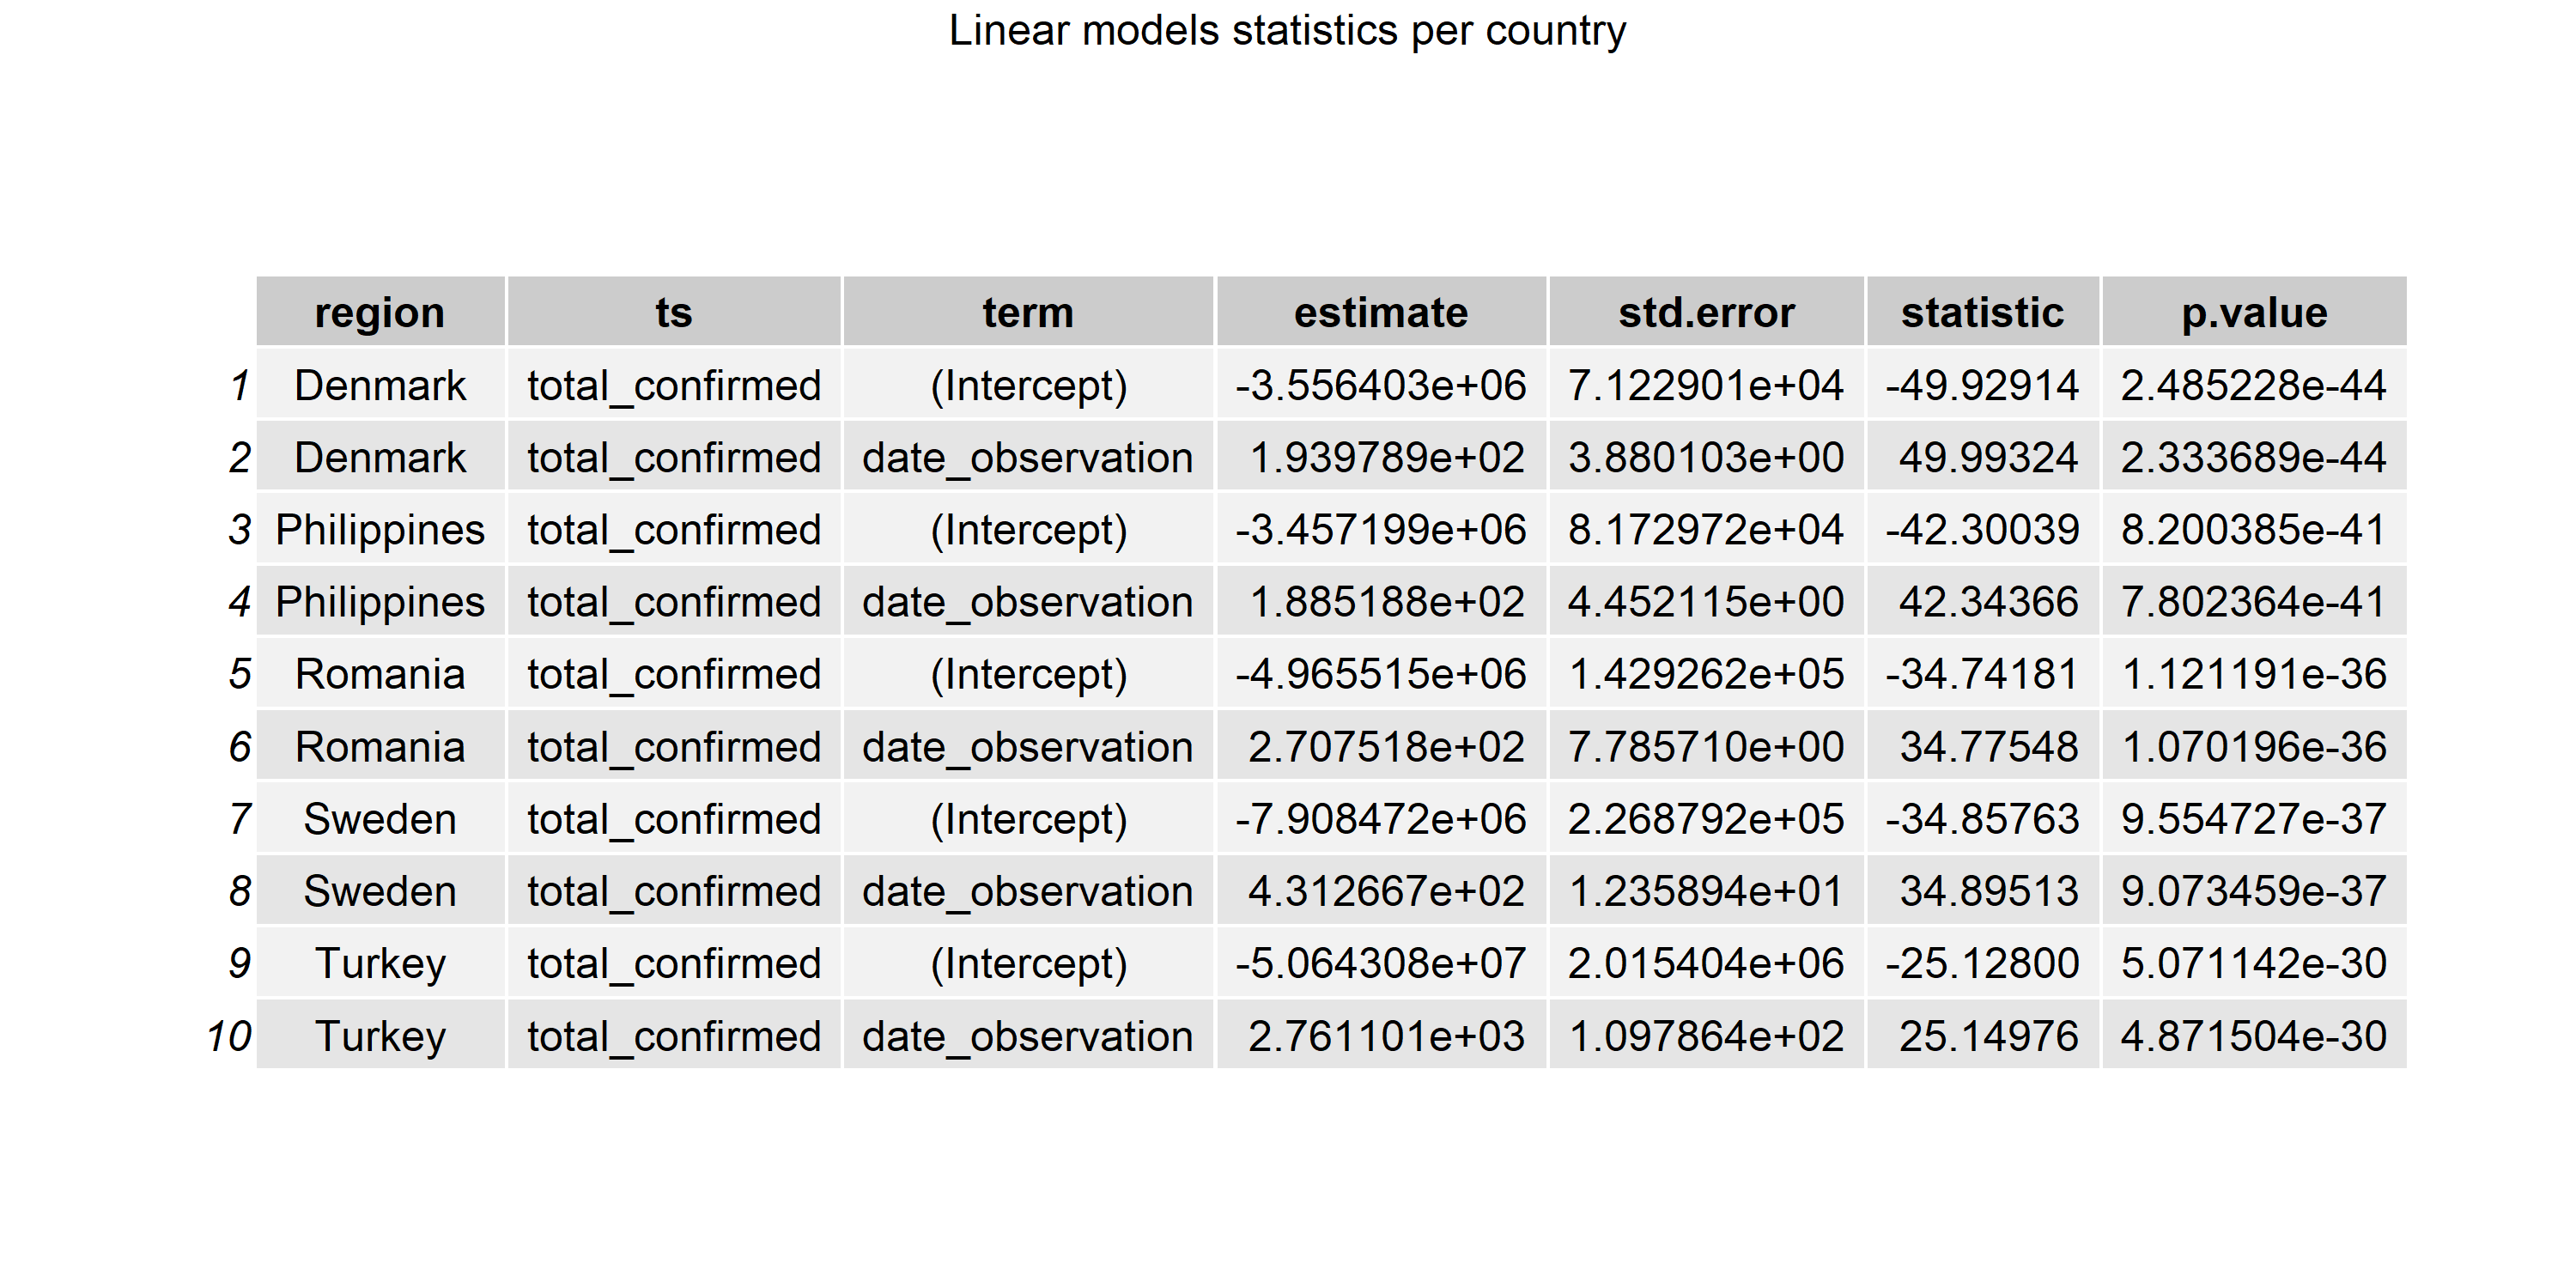 Linear models statistics per country
region ts term estimate std.error statistic p.value
1 Denmark total_confirmed (Intercept) -3.556403e+06 7.122901e+04 -49.92914 2.485228e-44
2 Denmark total_confirmed date_observation 1.939789e+02 3.880103e+00 49.99324 2.333689e-44
3 Philippines total_confirmed (Intercept) -3.457199e+06 8.172972e+04 -42.30039 8.200385e-41
4 Philippines total_confirmed date_observation 1.885188e+02 4.452115e+00 42.34366 7.802364e-41
5 Romania total_confirmed (Intercept) -4.965515e+06 1.429262e+05 -34.74181 1.121191e-36
6 Romania total_confirmed date_observation 2.707518e+02 7.785710e+00 34.77548 1.070196e-36
7 Sweden total_confirmed (Intercept) -7.908472e+06 2.268792e+05 -34.85763 9.554727e-37
8 Sweden total_confirmed date_observation 4.312667e+02 1.235894e+01 34.89513 9.073459e-37
9 Turkey total_confirmed (Intercept) -5.064308e+07 2.015404e+06 -25.12800 5.071142e-30
10 Turkey total_confirmed date_observation 2.761101e+03 1.097864e+02 25.14976 4.871504e-30